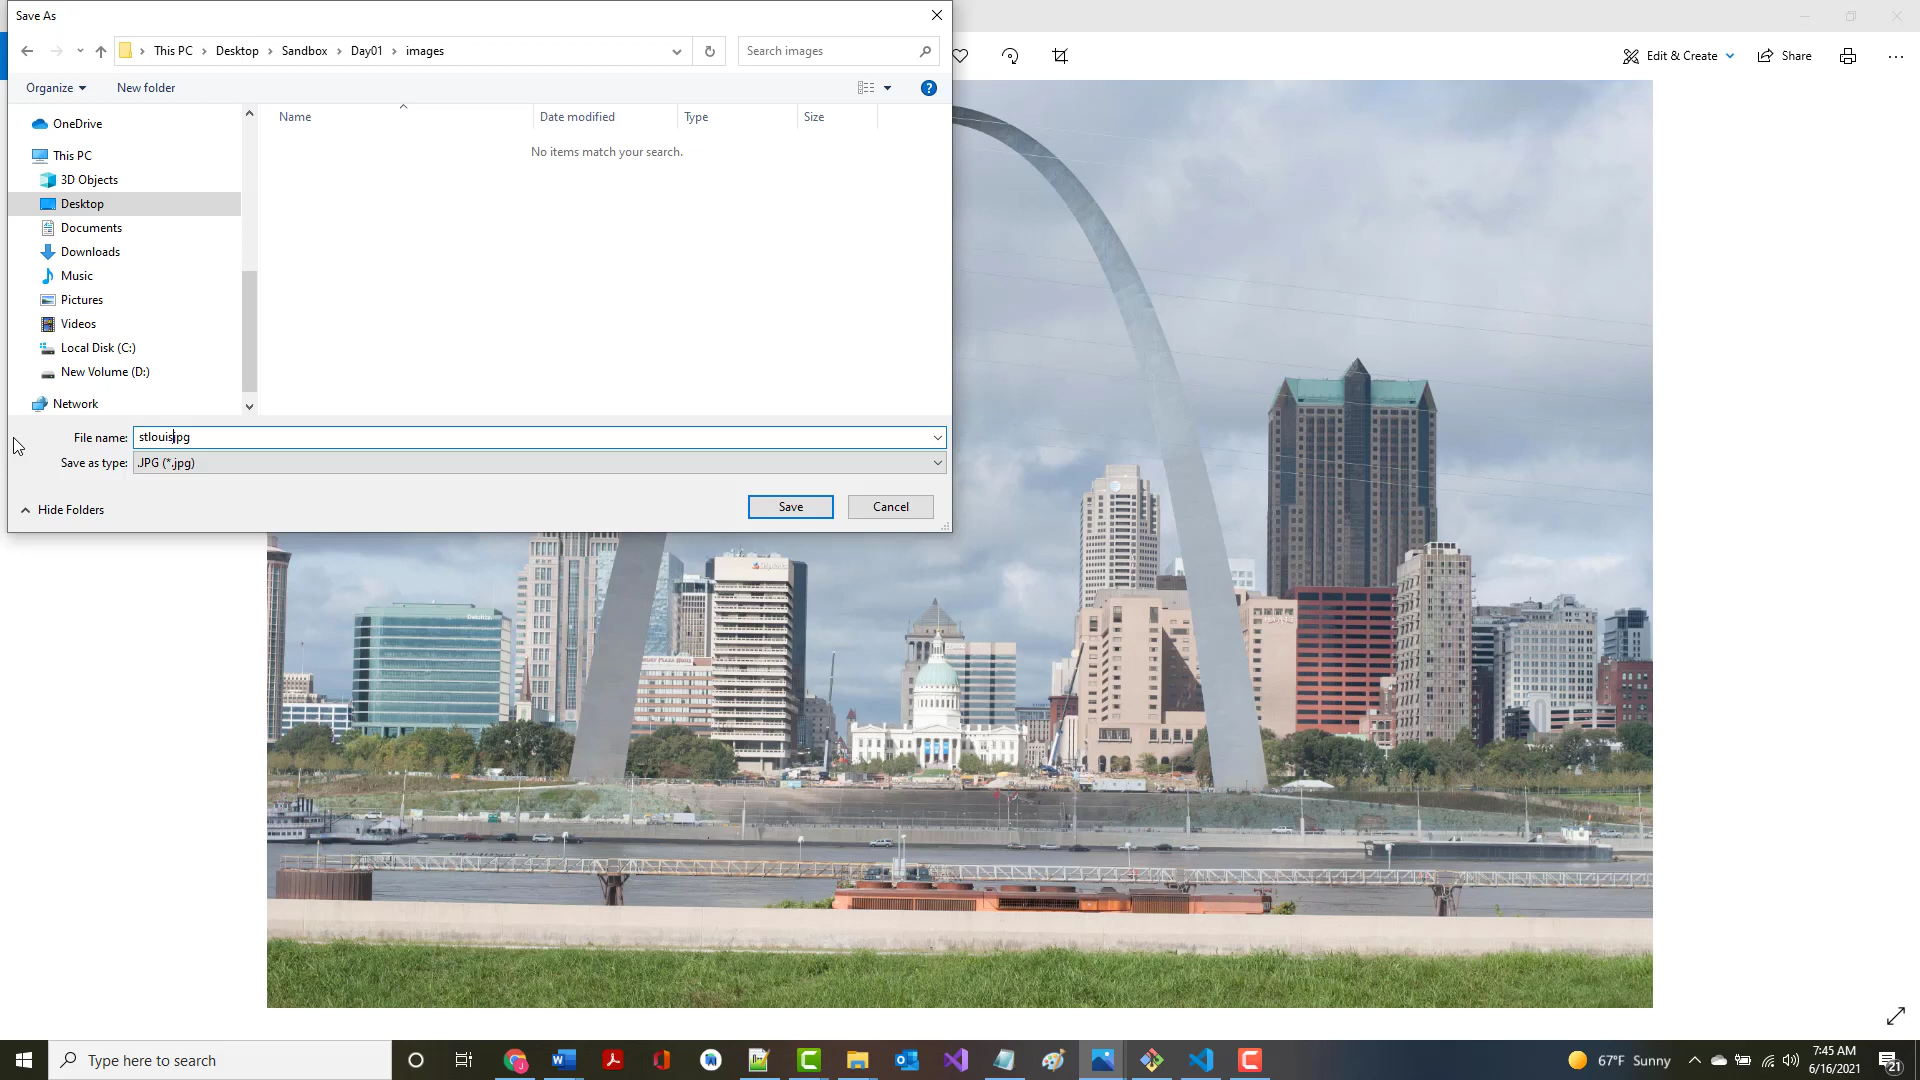 Save As
This PC > Desktop > Sandbox > Day01 > images
Search images
Organize
New folder
Edit & Create
Share
OneDrive
This PC
3D Objects
Desktop
Documents
Downloads
Music
Pictures
Videos
Local Disk (C:)
New Volume (D:)
Network
Name
Date modified
Type
Size
No items match your search.
File name:
stlouisjpg
Save as type:
.JPG (*.jpg)
Hide Folders
Save
Cancel
Deloitte.
Type here to search
67°F Sunny
7:45 AM
6/16/2021
21